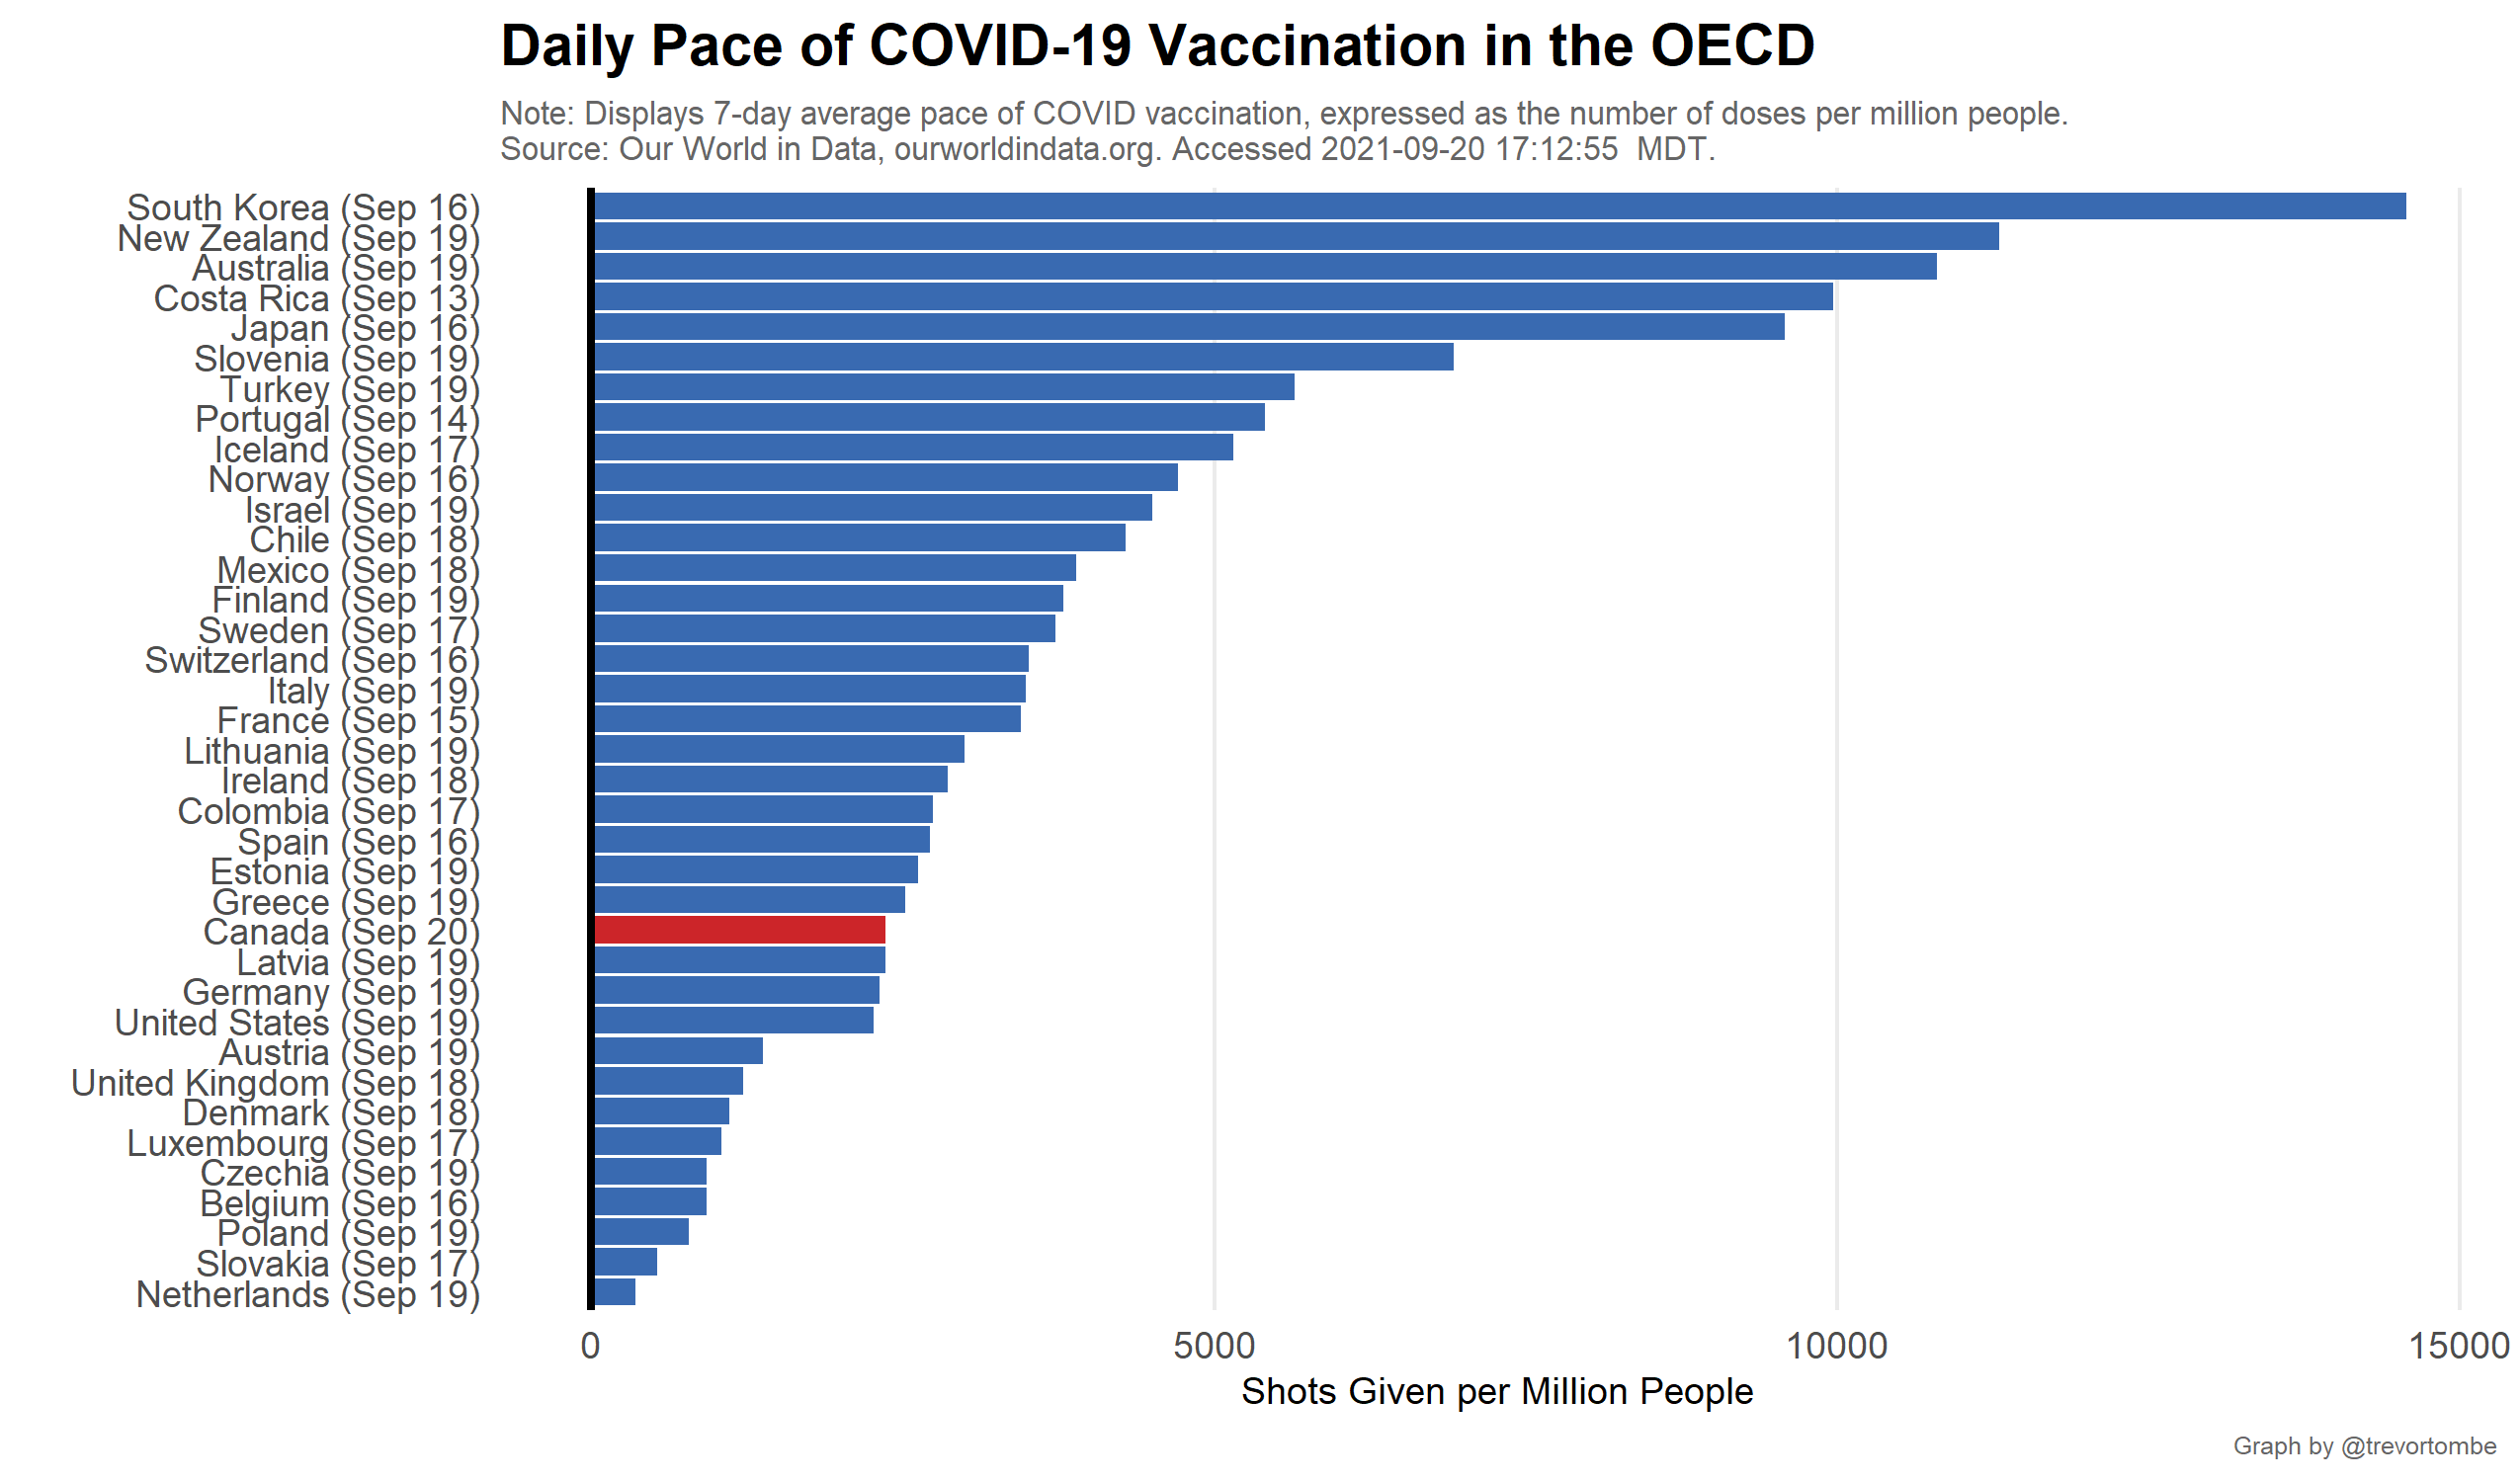 Daily Pace of COVID-19 Vaccination in the OECD
Note: Displays 7-day average pace of COVID vaccination, expressed as the number of doses per million people.
Source: Our World in Data, ourworldindata.org. Accessed 2021-09-20 17:12:55  MDT.
South Korea (Sep 16)
New Zealand (Sep 19)
Australia (Sep 19)
Costa Rica (Sep 13)
Japan (Sep 16)
Slovenia (Sep 19)
Turkey (Sep 19)
Portugal (Sep 14)
Iceland (Sep 17)
Norway (Sep 16)
Israel (Sep 19)
Chile (Sep 18)
Mexico (Sep 18)
Finland (Sep 19)
Sweden (Sep 17)
Switzerland (Sep 16)
Italy (Sep 19)
France (Sep 15)
Lithuania (Sep 19)
Ireland (Sep 18)
Colombia (Sep 17)
Spain (Sep 16)
Estonia (Sep 19)
Greece (Sep 19)
Canada (Sep 20)
Latvia (Sep 19)
Germany (Sep 19)
United States (Sep 19)
Austria (Sep 19)
United Kingdom (Sep 18)
Denmark (Sep 18)
Luxembourg (Sep 17)
Czechia (Sep 19)
Belgium (Sep 16)
Poland (Sep 19)
Slovakia (Sep 17)
Netherlands (Sep 19)
0 5000 10000 15000
Shots Given per Million People
Graph by @trevortombe